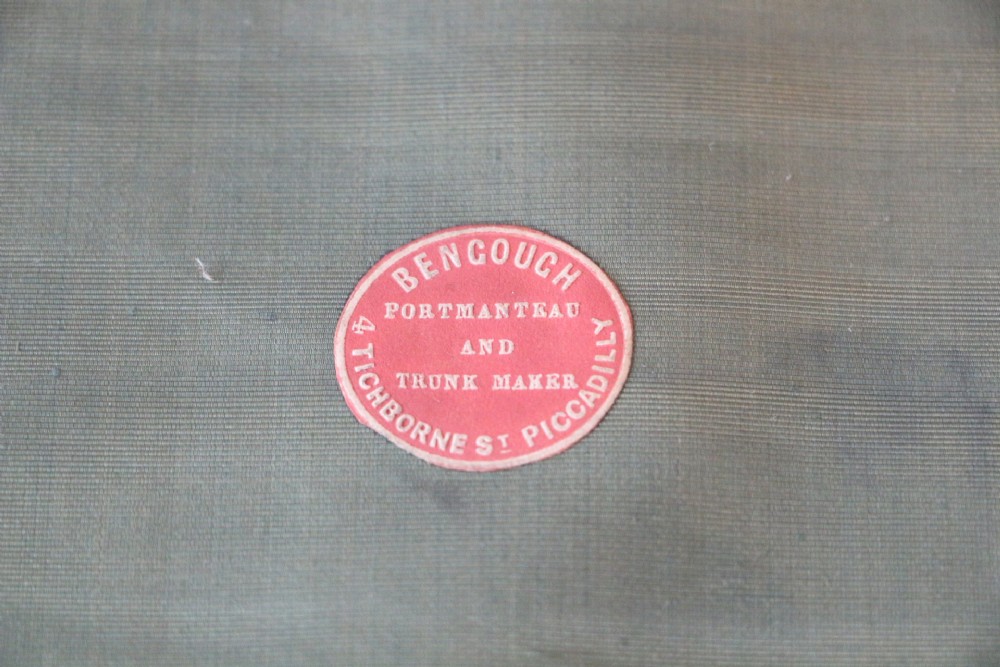 BENGOUGH
PORTMANTEAU
AND
TRUNK MAKER
4 TICHBORNE ST PICCADILLY